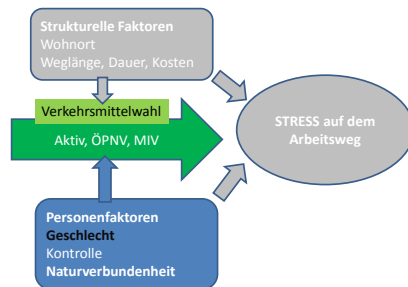 Strukturelle Faktoren
Wohnort
Weglänge, Dauer, Kosten
Verkehrsmittelwahl
Aktiv, ÖPNV, MIV
STRESS auf dem
Arbeitsweg
Personenfaktoren
Geschlecht
Kontrolle
Naturverbundenheit